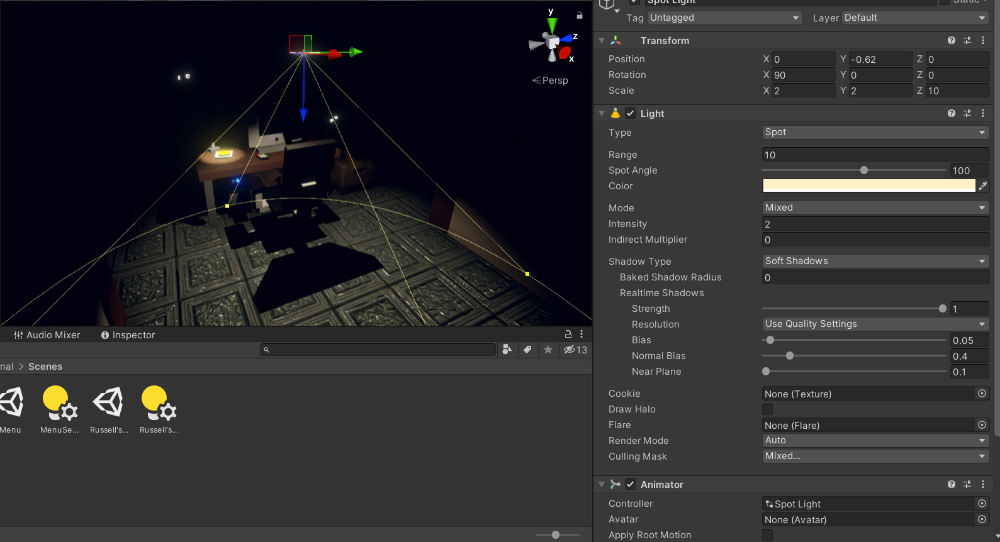 Spot Light
Static
Tag Untagged Layer Default
Transform
Position X 0 Y -0.62 Z 0
Rotation X 90 Y 0 Z 0
Scale X 2 Y 2 Z 10
Light
Type Spot
Range 10
Spot Angle 100
Color
Mode Mixed
Intensity 2
Indirect Multiplier 0
Shadow Type Soft Shadows
Baked Shadow Radius 0
Realtime Shadows
Strength 1
Resolution Use Quality Settings
Bias 0.05
Normal Bias 0.4
Near Plane 0.1
Cookie None (Texture)
Draw Halo
Flare None (Flare)
Render Mode Auto
Culling Mask Mixed...
Animator
Controller Spot Light
Avatar None (Avatar)
Apply Root Motion
y
z
x
Persp
Audio Mixer Inspector
13
nal > Scenes
Menu MenuSe... Russell's... Russell's...